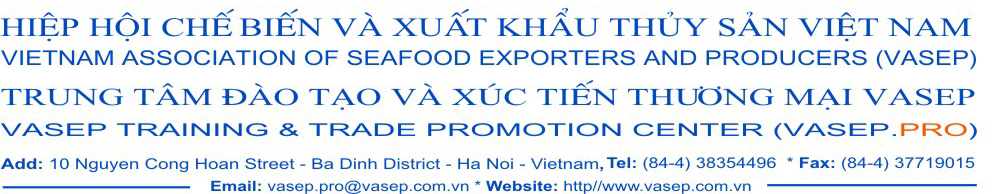 HIỆP HỘI CHẾ BIẾN VÀ XUẤT KHẨU THỦY SẢN VIỆT NAM
VIETNAM ASSOCIATION OF SEAFOOD EXPORTERS AND PRODUCERS (VASEP)
TRUNG TÂM ĐÀO TẠO VÀ XÚC TIẾN THƯƠNG MẠI VASEP
VASEP TRAINING & TRADE PROMOTION CENTER (VASEP.PRO)
Add: 10 Nguyen Cong Hoan Street - Ba Dinh District - Ha Noi - Vietnam, Tel: (84-4) 38354496 * Fax: (84-4) 37719015
Email: vasep.pro@vasep.com.vn * Website: http//www.vasep.com.vn